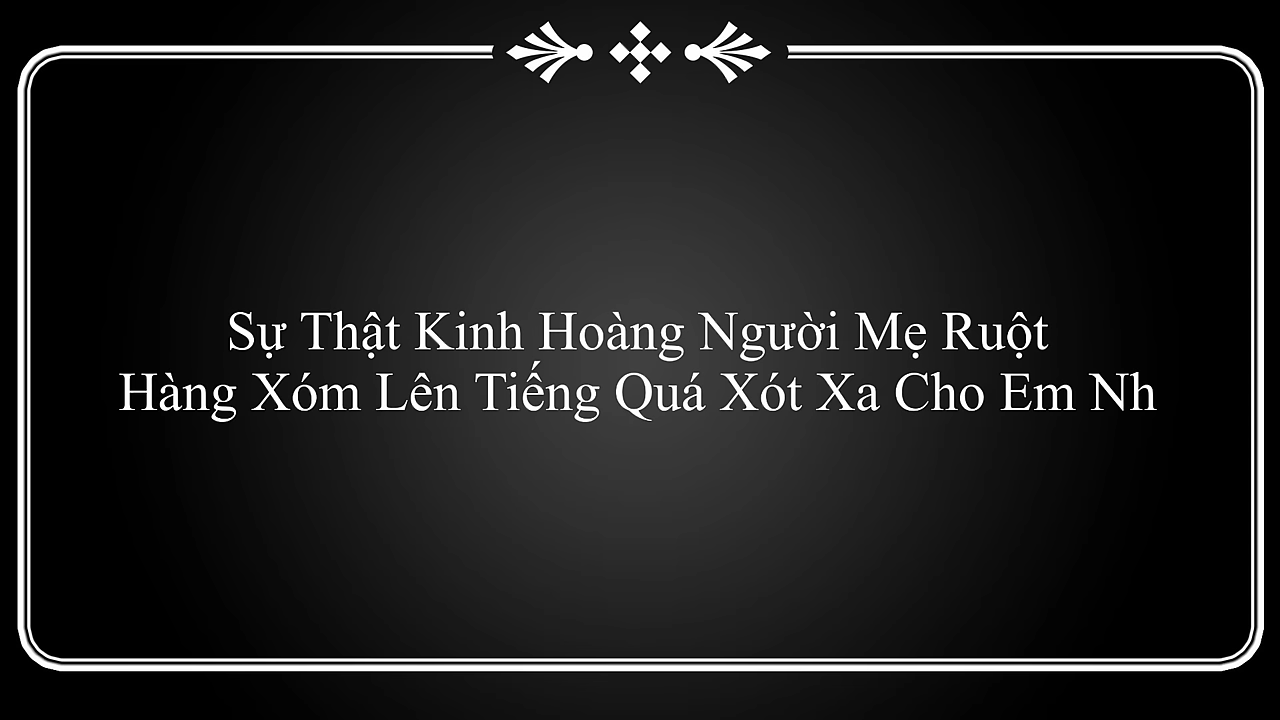 Sự Thật Kinh Hoàng Người Mẹ Ruột
Hàng Xóm Lên Tiếng Quá Xót Xa Cho Em Nh